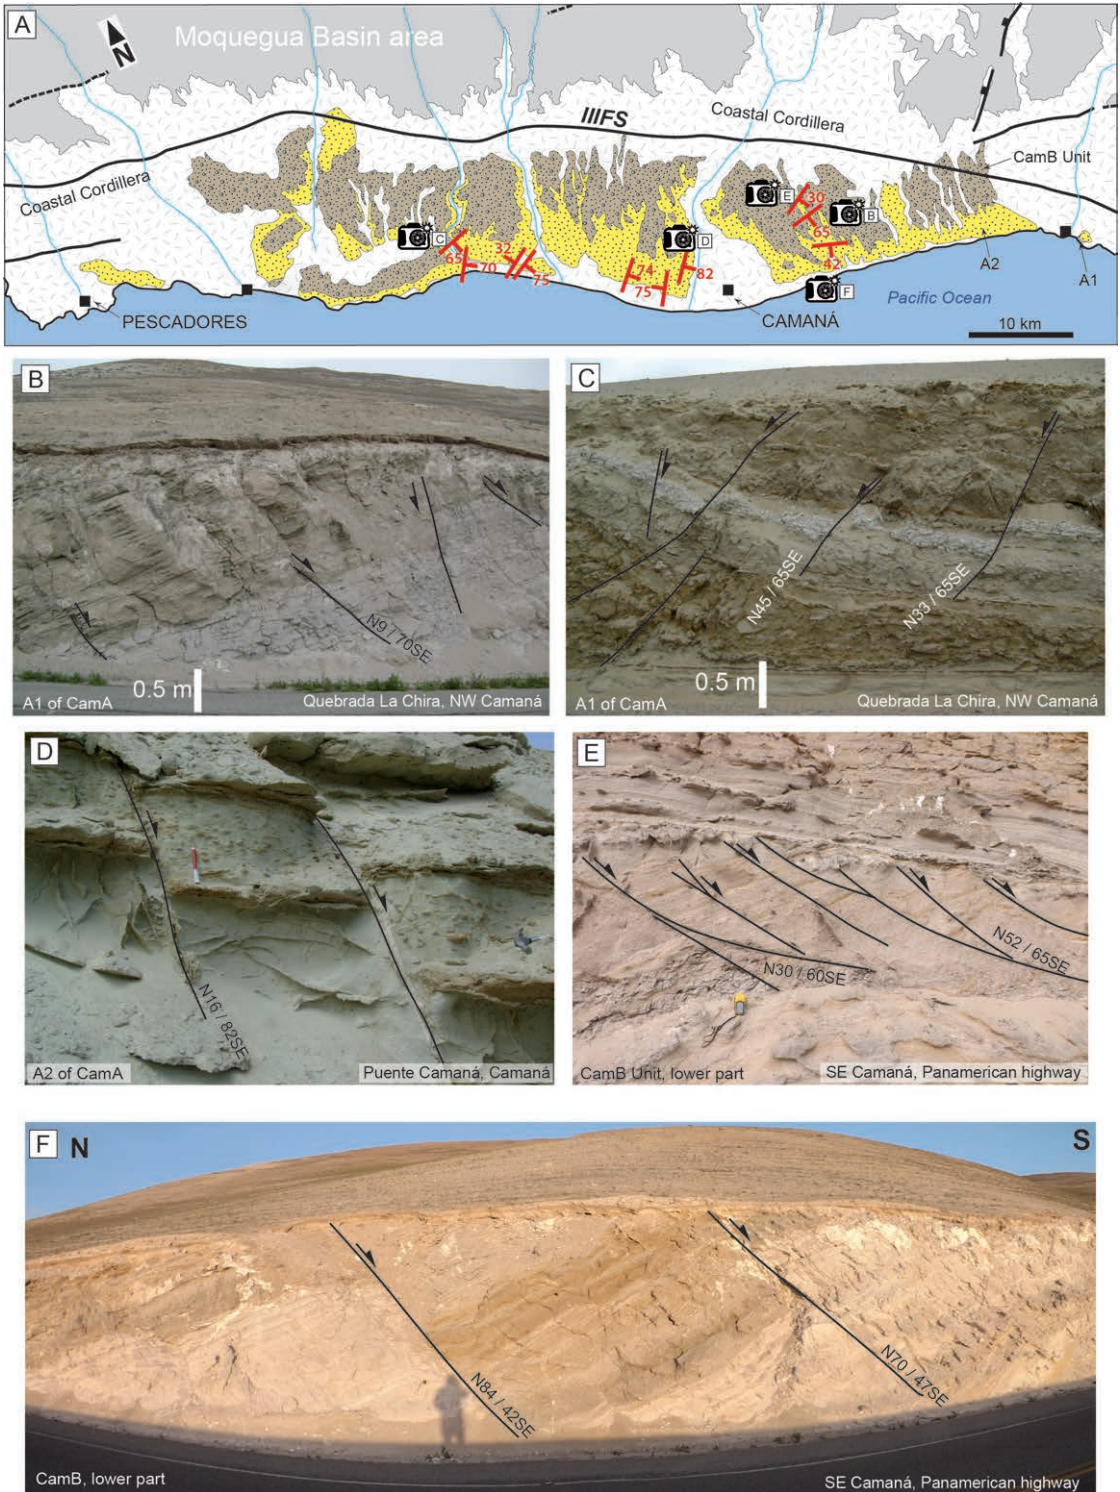 A
N
Moquegua Basin area
IIIFS
Coastal Cordillera
CamB Unit
Coastal Cordillera
E
30
B
C
D
65
65
70
32
75
74
75
82
42
F
A2
A1
Pacific Ocean
PESCADORES
CAMANÁ
10 km
B
N9 / 70SE
0.5 m
A1 of CamA
Quebrada La Chira, NW Camaná
C
N45 / 65SE
N33 / 65SE
0.5 m
A1 of CamA
Quebrada La Chira, NW Camaná
D
N16 / 82SE
A2 of CamA
Puente Camaná, Camaná
E
N30 / 60SE
N52 / 65SE
CamB Unit, lower part
SE Camaná, Panamerican highway
F
N
S
N84 / 42SE
N70 / 47SE
CamB, lower part
SE Camaná, Panamerican highway